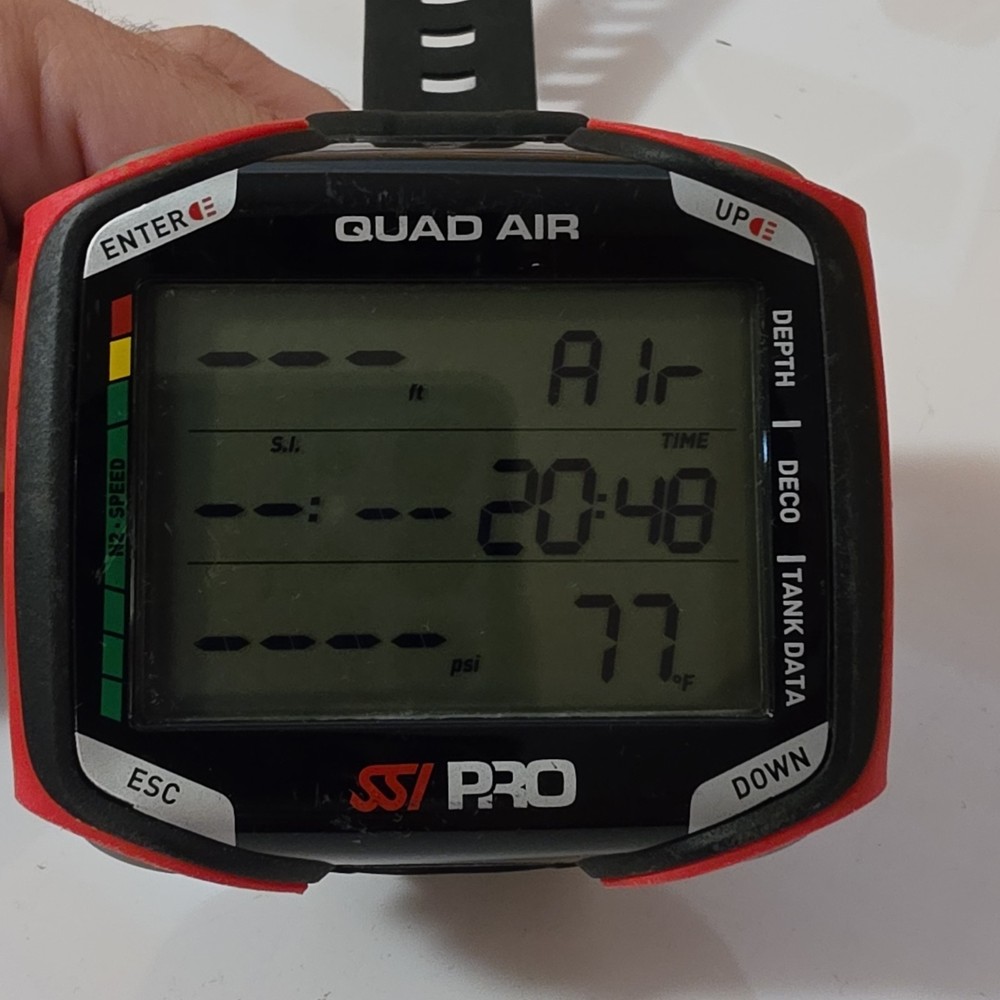 ENTER
QUAD AIR
UP
--- ft
AIr
S.I.
TIME
--:--
20:48
---- psi
77 °F
N2 - SPEED
DEPTH | DECO | TANK DATA
ESC
SSI PRO
DOWN